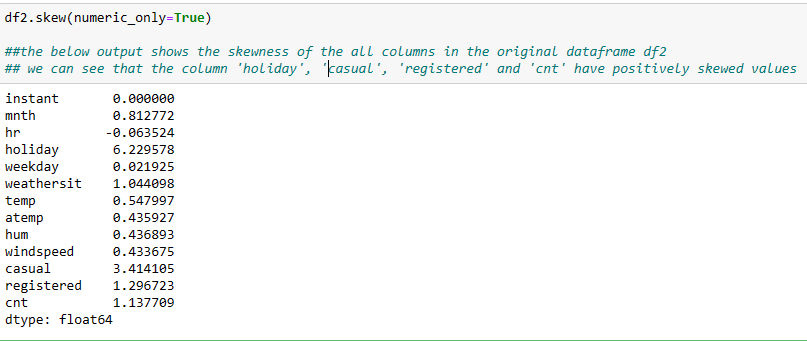 df2.skew(numeric_only=True)
##the below output shows the skewness of the all columns in the original dataframe df2
## we can see that the column 'holiday', 'casual', 'registered' and 'cnt' have positively skewed values
instant 0.000000
mnth 0.812772
hr -0.063524
holiday 6.229578
weekday 0.021925
weathersit 1.044098
temp 0.547997
atemp 0.435927
hum 0.436893
windspeed 0.433675
casual 3.414105
registered 1.296723
cnt 1.137709
dtype: float64